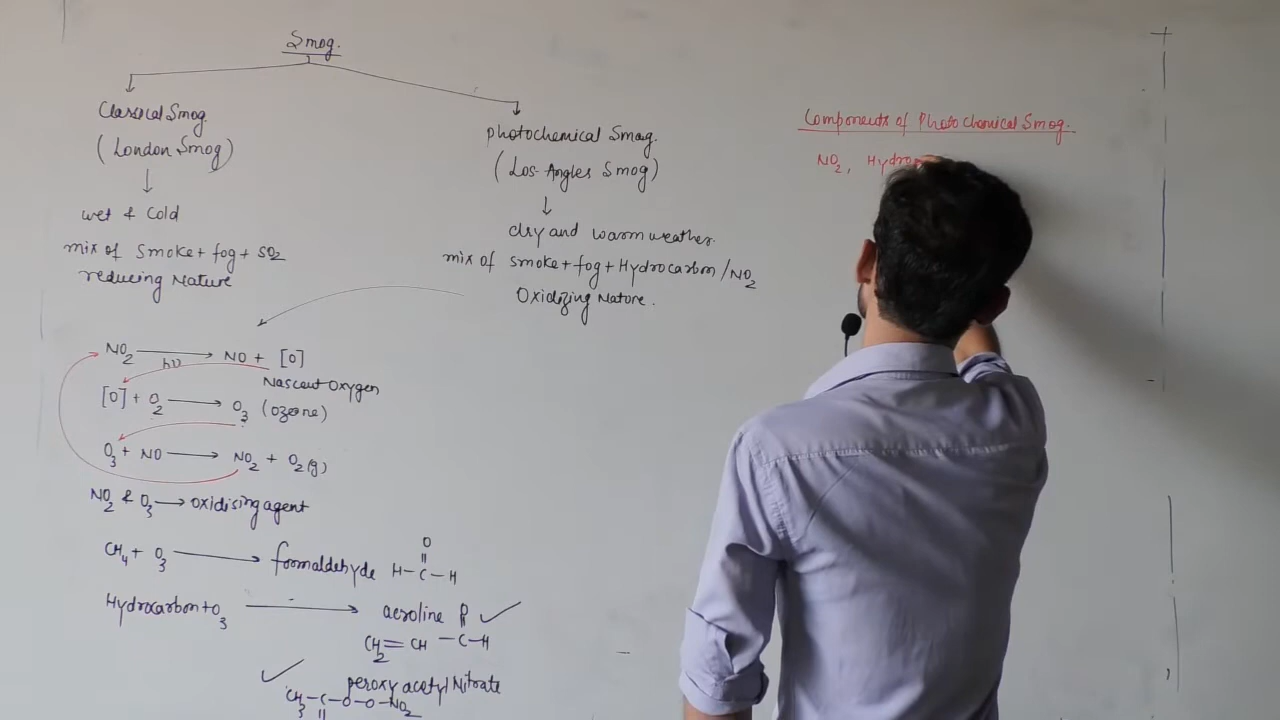 Smog.
Classical Smog.
(London Smog)
wet & Cold
mix of smoke + fog + SO2
reducing Nature
Photochemical Smog.
(Los-Angles Smog)
dry and warm weather.
mix of smoke + fog + Hydrocarbon / NO2
Oxidizing Nature.
NO2 hν NO + [O]
Nascent Oxygen
[O] + O2 → O3 (Ozone)
O3 + NO → NO2 + O2(g)
NO2 & O3 → oxidising agent
CH4 + O3 → formaldehyde H-C-H
O
Hydrocarbon + O3 → acroline
CH2=CH-C-H
peroxy acetyl Nitrate
CH3-C-O-O-NO2
Components of Photo Chemical Smog.
NO2, Hydro